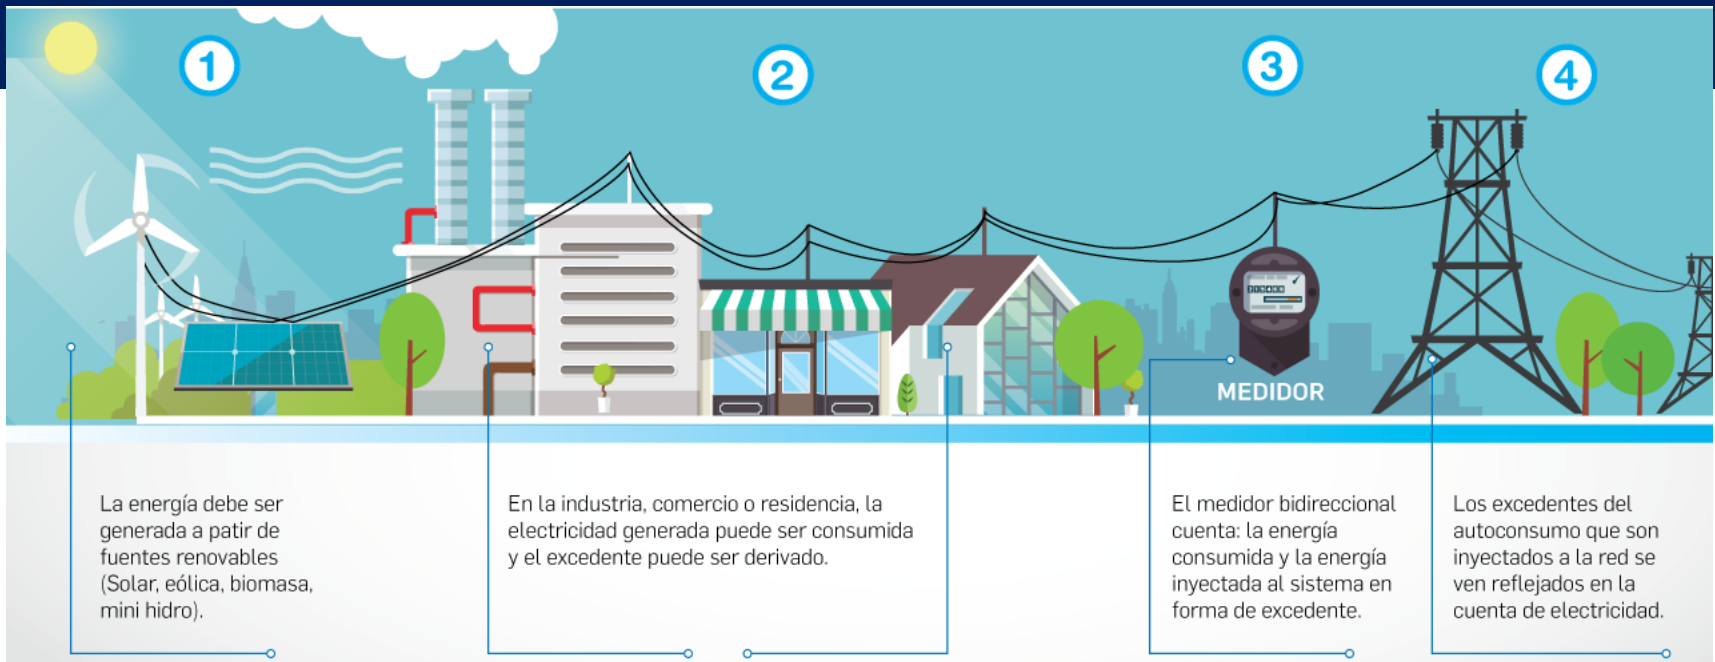 1
2
3
4
MEDIDOR
La energía debe ser
generada a patir de
fuentes renovables
(Solar, eólica, biomasa,
mini hidro).
En la industria, comercio o residencia, la
electricidad generada puede ser consumida
y el excedente puede ser derivado.
El medidor bidireccional
cuenta: la energía
consumida y la energía
inyectada al sistema en
forma de excedente.
Los excedentes del
autoconsumo que son
inyectados a la red se
ven reflejados en la
cuenta de electricidad.